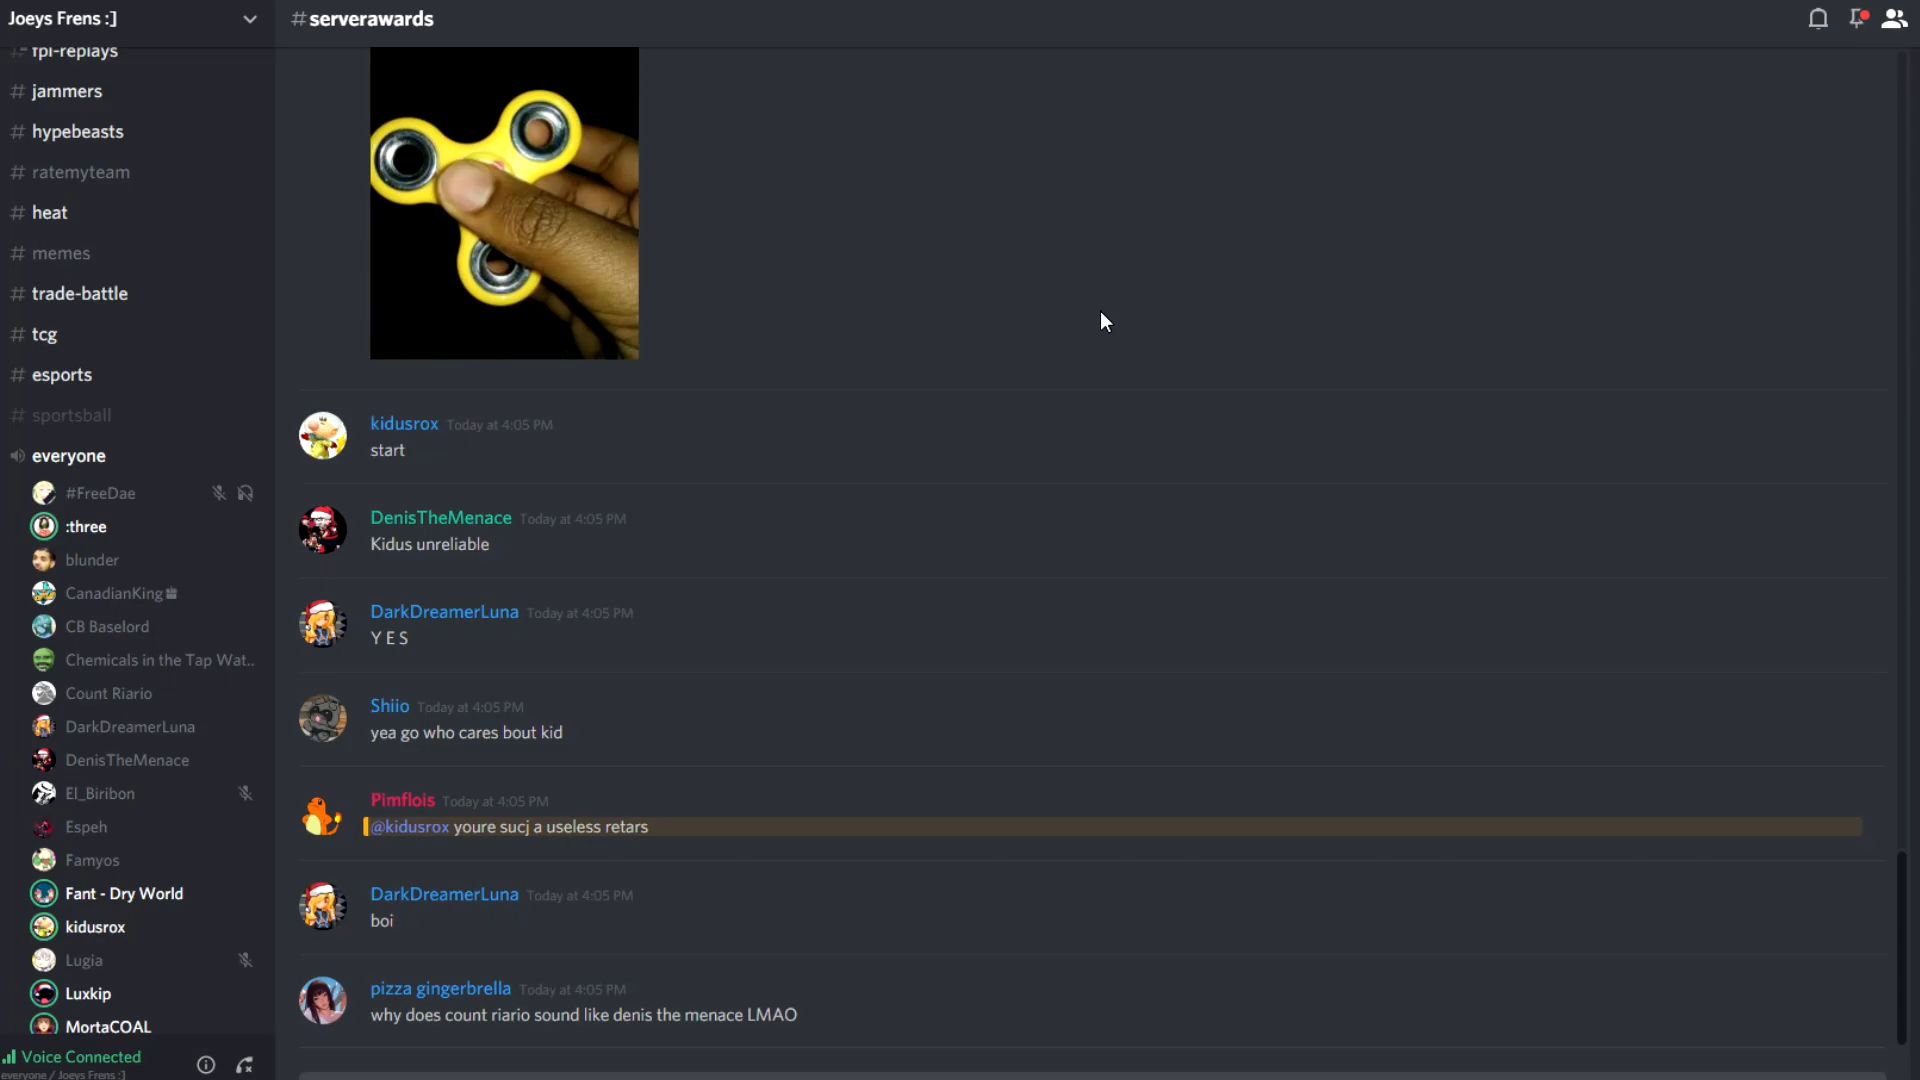 Joeys Frens :]
fpl-replays
# jammers
# hypebeasts
# ratemyteam
# heat
# memes
# trade-battle
# tcg
# esports
# sportsball
everyone
#FreeDae
:three
blunder
CanadianKing
CB Baselord
Chemicals in the Tap Wat..
Count Riario
DarkDreamerLuna
DenisTheMenace
El_Biribon
Espeh
Famyos
Fant - Dry World
kidusrox
Lugia
Luxkip
MortaCOAL
Voice Connected
everyone / Joeys Frens :]
#serverawards
kidusrox Today at 4:05 PM
start
DenisTheMenace Today at 4:05 PM
Kidus unreliable
DarkDreamerLuna Today at 4:05 PM
Y E S
Shiio Today at 4:05 PM
yea go who cares bout kid
Pimflois Today at 4:05 PM
@kidusrox youre sucj a useless retars
DarkDreamerLuna Today at 4:05 PM
boi
pizza gingerbrella Today at 4:05 PM
why does count riario sound like denis the menace LMAO